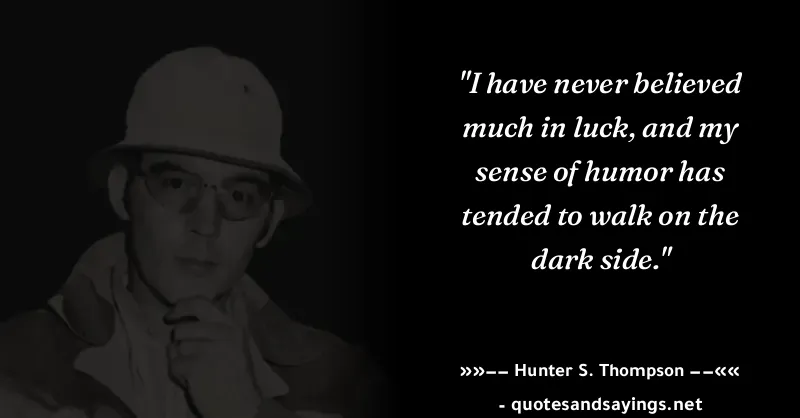 "I have never believed
much in luck, and my
sense of humor has
tended to walk on the
dark side."
»»–– Hunter S. Thompson ––««
- quotesandsayings.net